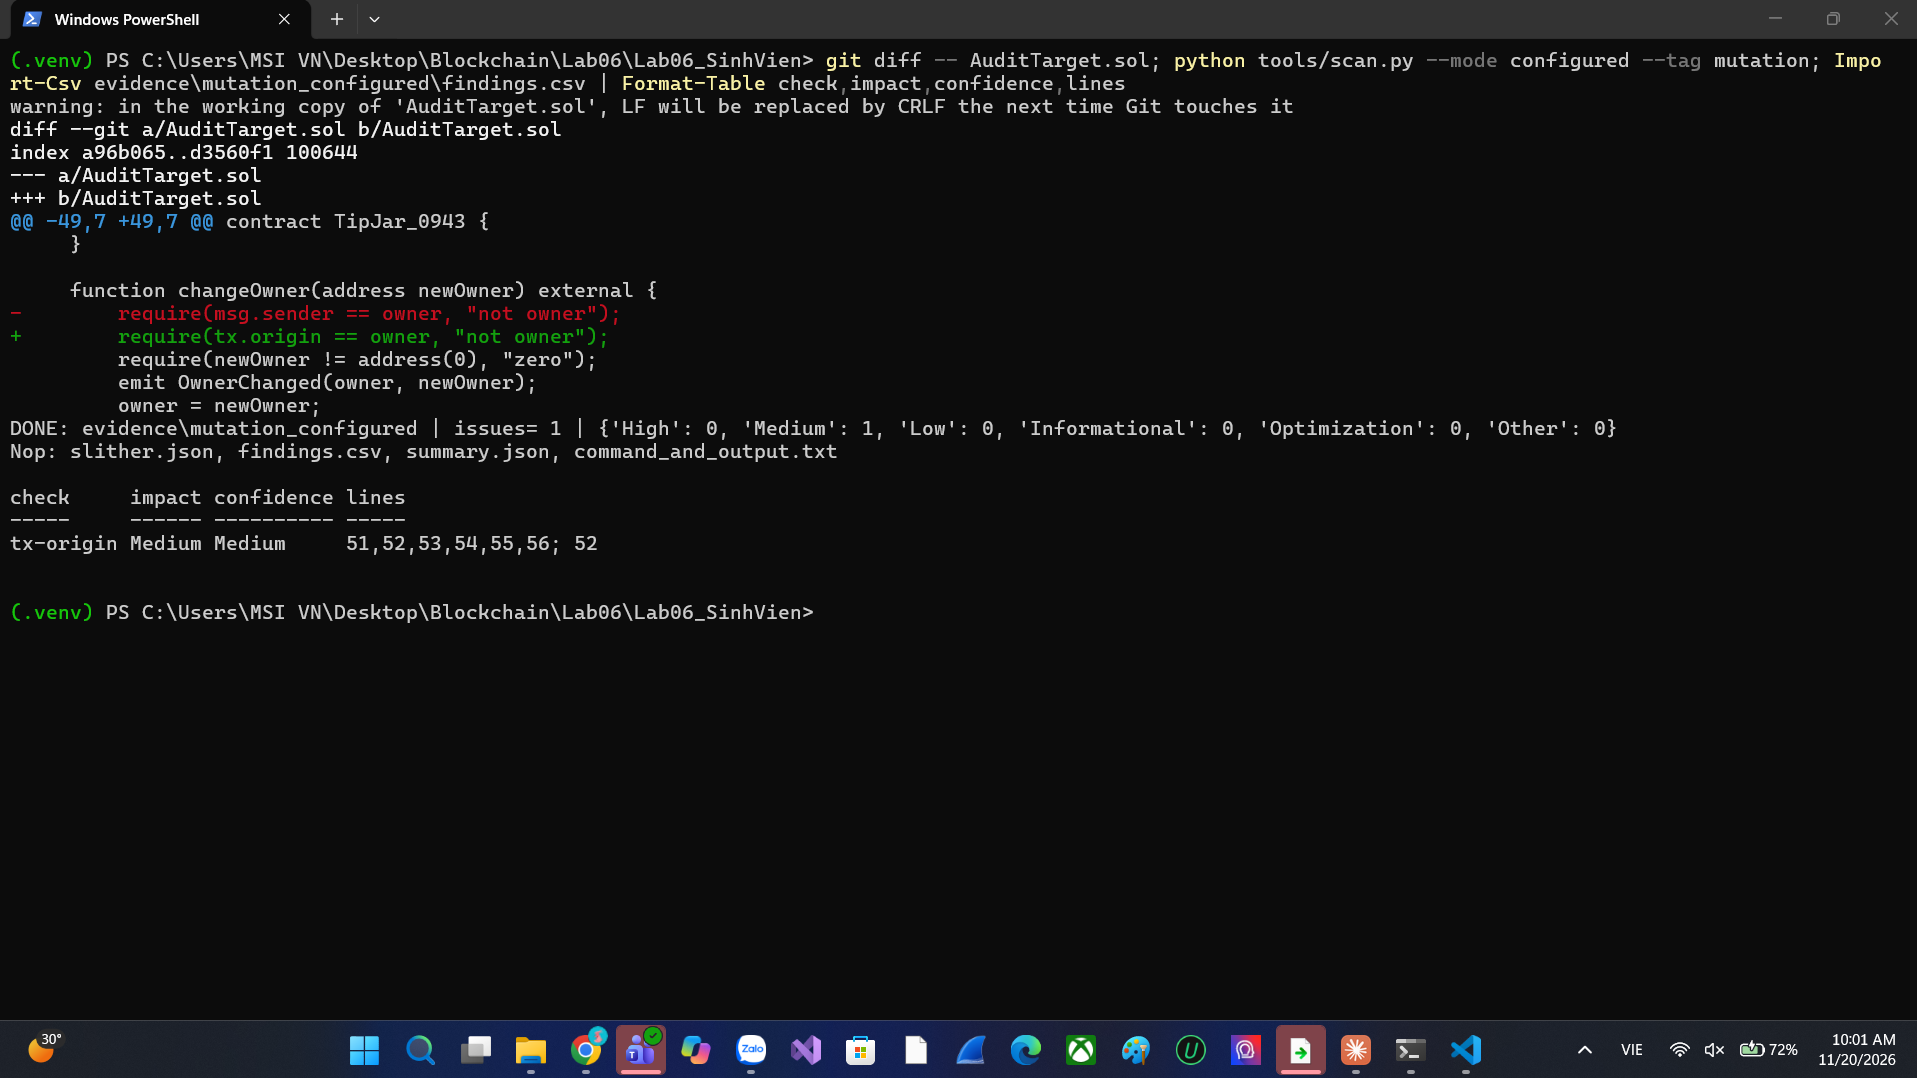 Windows PowerShell
(.venv) PS C:\Users\MSI VN\Desktop\Blockchain\Lab06\Lab06_SinhVien> git diff -- AuditTarget.sol; python tools/scan.py --mode configured --tag mutation; Impo
rt-Csv evidence\mutation_configured\findings.csv | Format-Table check,impact,confidence,lines
warning: in the working copy of 'AuditTarget.sol', LF will be replaced by CRLF the next time Git touches it
diff --git a/AuditTarget.sol b/AuditTarget.sol
index a96b065..d3560f1 100644
--- a/AuditTarget.sol
+++ b/AuditTarget.sol
@@ -49,7 +49,7 @@ contract TipJar_0943 {
     }

     function changeOwner(address newOwner) external {
-        require(msg.sender == owner, "not owner");
+        require(tx.origin == owner, "not owner");
         require(newOwner != address(0), "zero");
         emit OwnerChanged(owner, newOwner);
         owner = newOwner;
DONE: evidence\mutation_configured | issues= 1 | {'High': 0, 'Medium': 1, 'Low': 0, 'Informational': 0, 'Optimization': 0, 'Other': 0}
Nop: slither.json, findings.csv, summary.json, command_and_output.txt

check     impact confidence lines
-----     ------ ---------- -----
tx-origin Medium Medium     51,52,53,54,55,56; 52

(.venv) PS C:\Users\MSI VN\Desktop\Blockchain\Lab06\Lab06_SinhVien>
30°
Zalo
VIE
72%
10:01 AM
11/20/2026